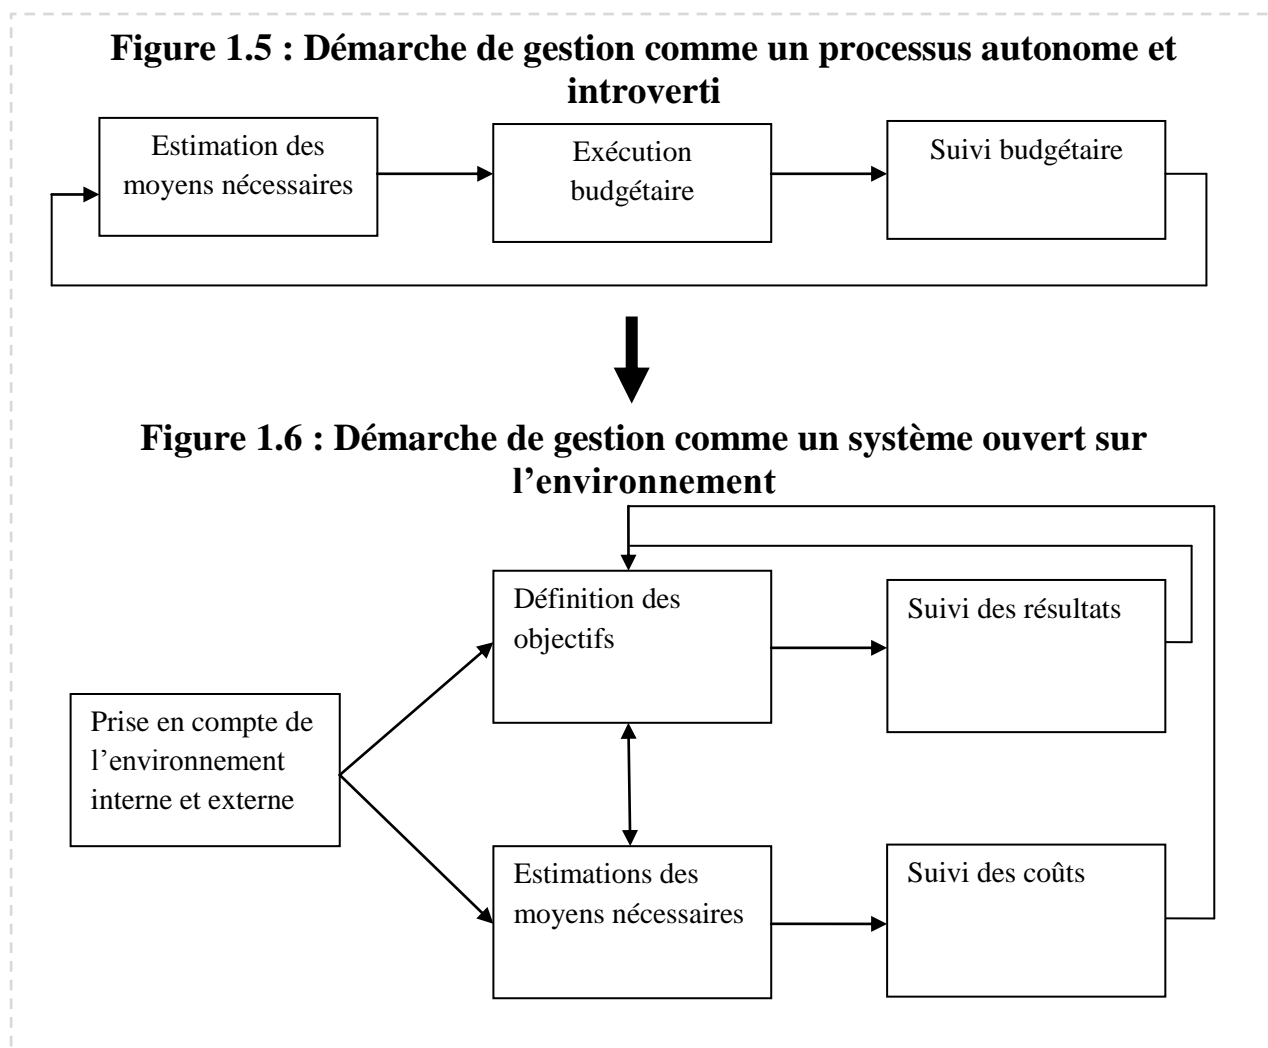 Figure 1.5 : Démarche de gestion comme un processus autonome et
introverti
Estimation des
moyens nécessaires
Exécution
budgétaire
Suivi budgétaire
Figure 1.6 : Démarche de gestion comme un système ouvert sur
l’environnement
Définition des
objectifs
Suivi des résultats
Prise en compte de
l’environnement
interne et externe
Estimations des
moyens nécessaires
Suivi des coûts